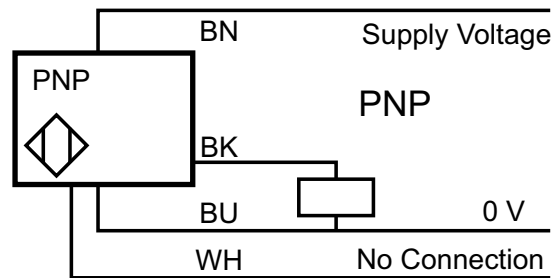 BN Supply Voltage
PNP
PNP
BK
BU 0 V
WH No Connection